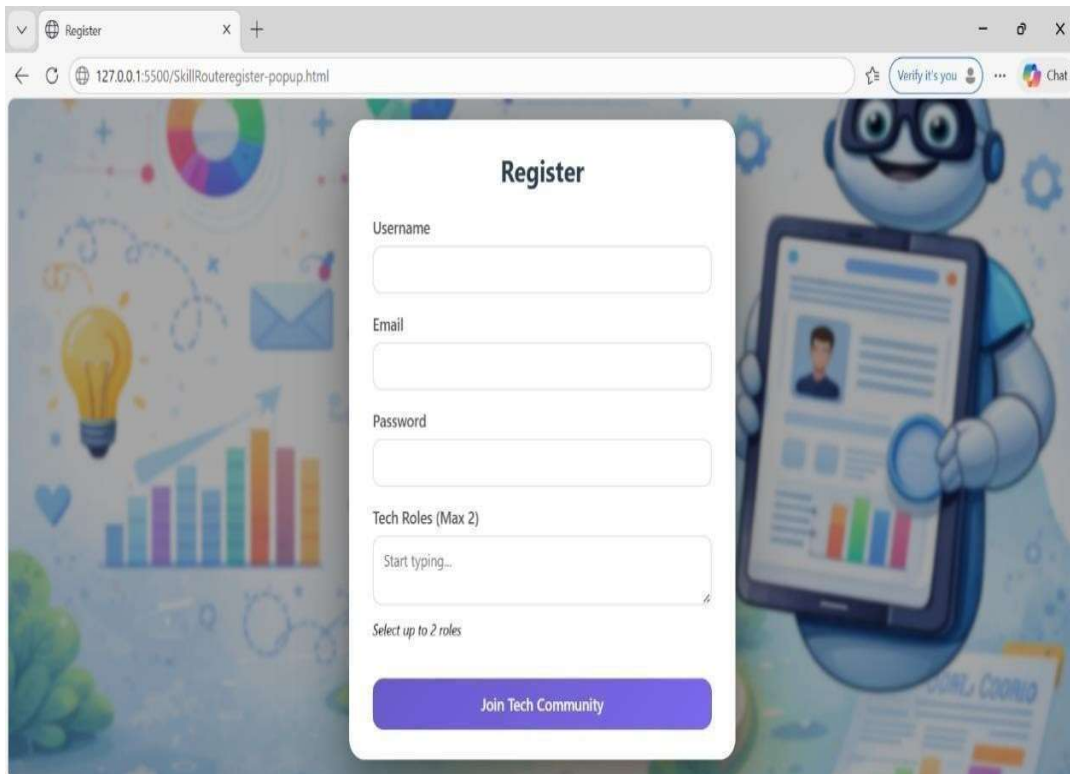 Register
127.0.0.1:5500/SkillRouteregister-popup.html
Verify it's you
Chat
Register
Username
Email
Password
Tech Roles (Max 2)
Start typing...
Select up to 2 roles
Join Tech Community